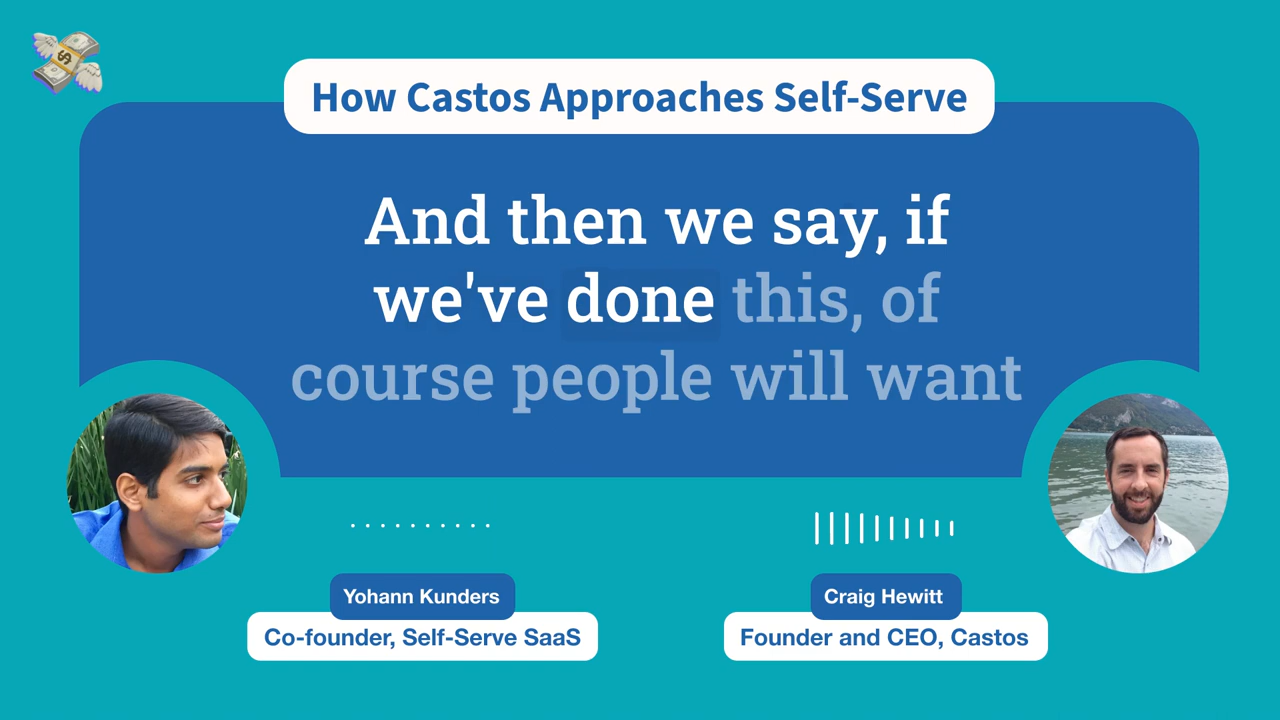 How Castos Approaches Self-Serve
And then we say, if
we've done this, of
course people will want
Yohann Kunders
Co-founder, Self-Serve SaaS
Craig Hewitt
Founder and CEO, Castos